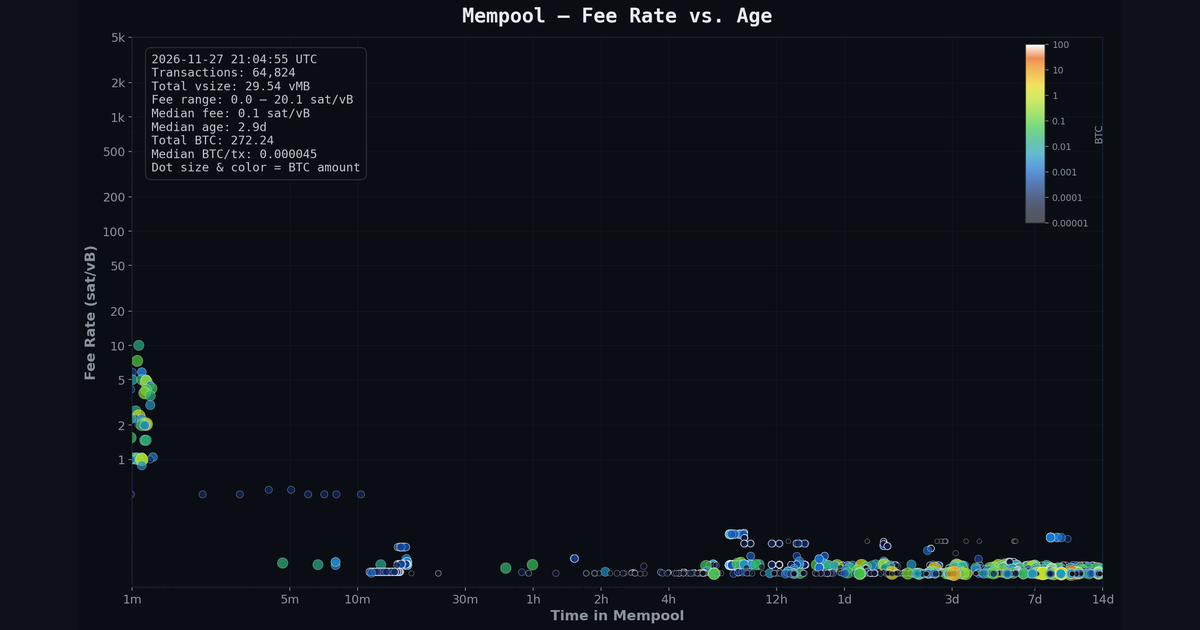 Mempool — Fee Rate vs. Age
2026-11-27 21:04:55 UTC
Transactions: 64,824
Total vsize: 29.54 vMB
Fee range: 0.0 — 20.1 sat/vB
Median fee: 0.1 sat/vB
Median age: 2.9d
Total BTC: 272.24
Median BTC/tx: 0.000045
Dot size & color = BTC amount
100
10
1
0.1
0.01
0.001
0.0001
0.00001
BTC
Fee Rate (sat/vB)
5k
2k
1k
500
200
100
50
20
10
5
2
1
1m
5m
10m
30m
1h
2h
4h
12h
1d
3d
7d
14d
Time in Mempool